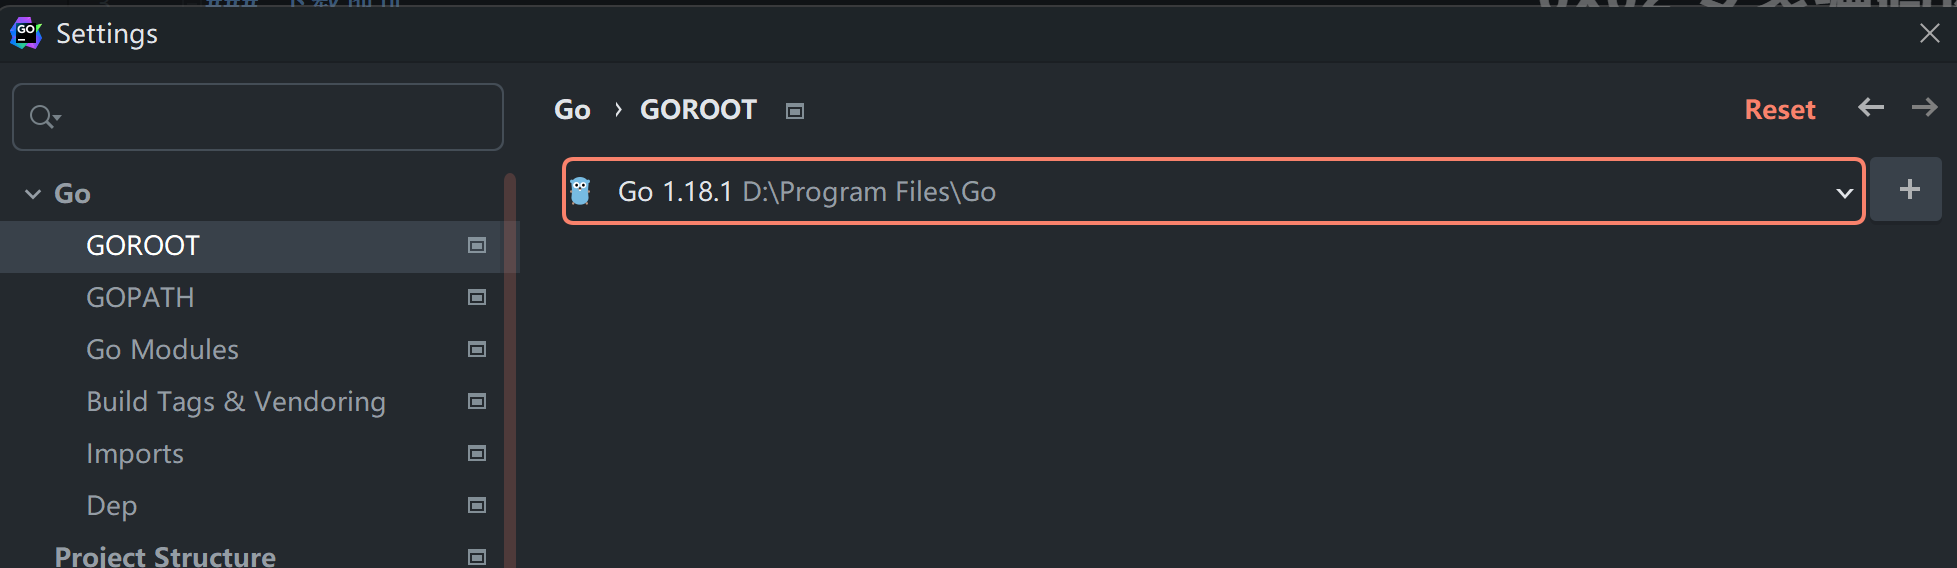 GO
Settings
Go › GOROOT
Reset
Go 1.18.1 D:\Program Files\Go
Go
GOROOT
GOPATH
Go Modules
Build Tags & Vendoring
Imports
Dep
Project Structure